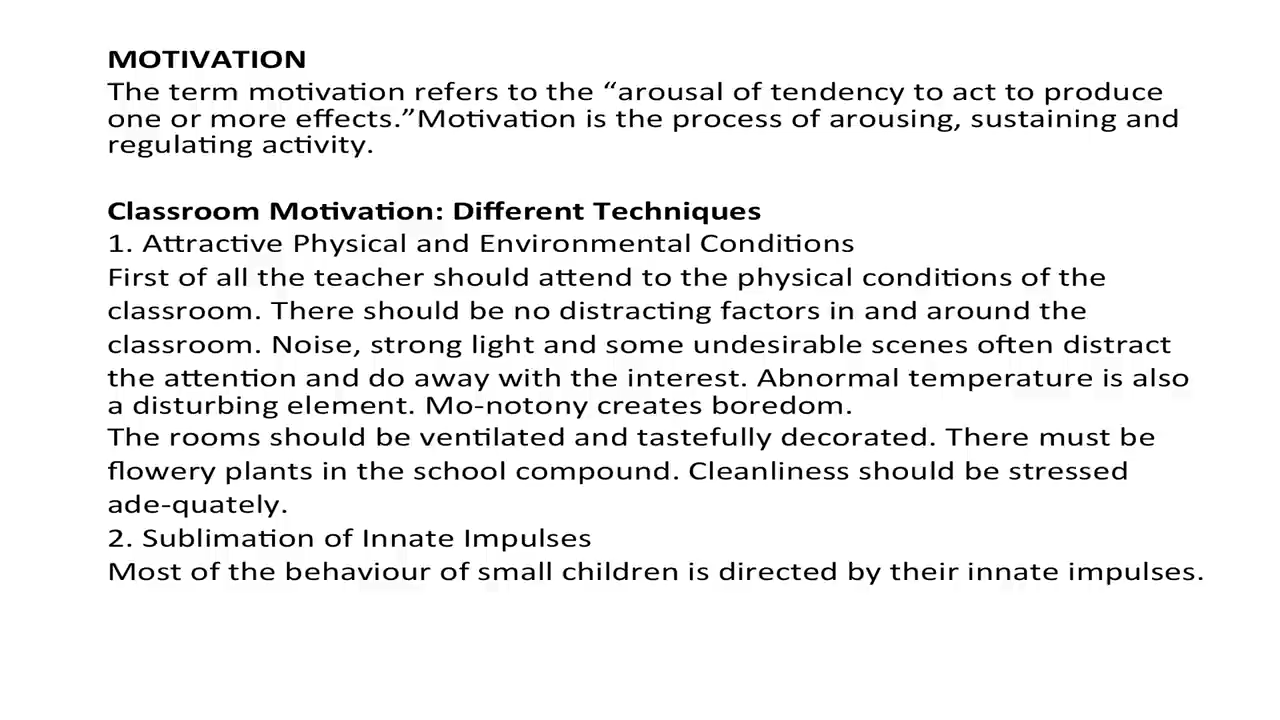 MOTIVATION
The term motivation refers to the “arousal of tendency to act to produce
one or more effects.”Motivation is the process of arousing, sustaining and
regulating activity.
Classroom Motivation: Different Techniques
1. Attractive Physical and Environmental Conditions
First of all the teacher should attend to the physical conditions of the
classroom. There should be no distracting factors in and around the
classroom. Noise, strong light and some undesirable scenes often distract
the attention and do away with the interest. Abnormal temperature is also
a disturbing element. Mo-notony creates boredom.
The rooms should be ventilated and tastefully decorated. There must be
flowery plants in the school compound. Cleanliness should be stressed
ade-quately.
2. Sublimation of Innate Impulses
Most of the behaviour of small children is directed by their innate impulses.